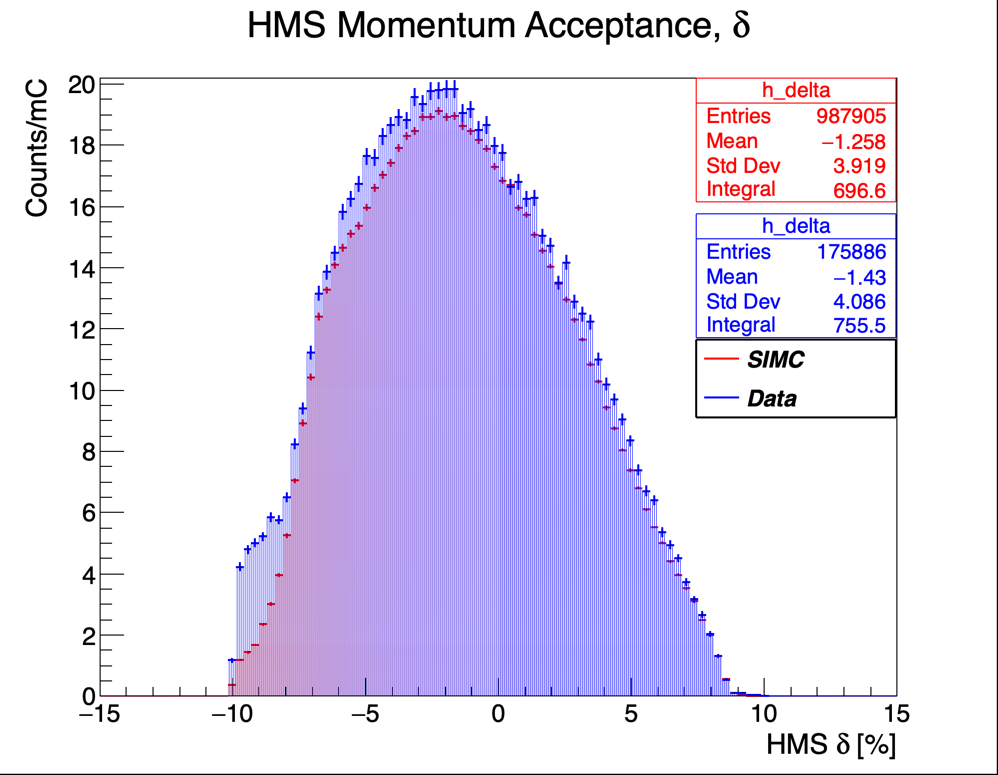 HMS Momentum Acceptance, δ
Counts/mC
20
18
16
14
12
10
8
6
4
2
0
−15
−10
−5
0
5
10
15
HMS δ [%]
h_delta
Entries 987905
Mean −1.258
Std Dev 3.919
Integral 696.6
h_delta
Entries 175886
Mean −1.43
Std Dev 4.086
Integral 755.5
SIMC
Data